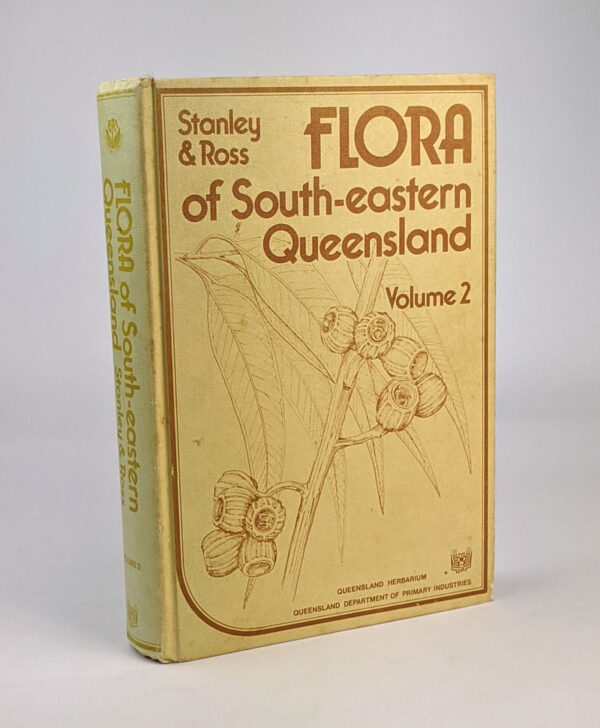 Stanley
& Ross
FLORA
of South-eastern
Queensland
Volume 2
QUEENSLAND HERBARIUM
QUEENSLAND DEPARTMENT OF PRIMARY INDUSTRIES
FLORA of South-eastern
Queensland Stanley & Ross
VOLUME 2